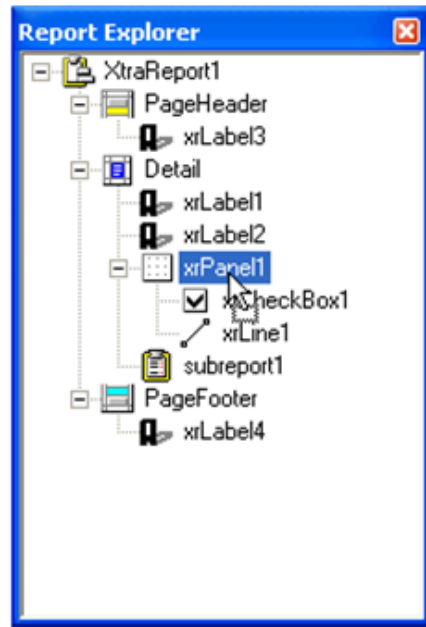 Report Explorer
XtraReport1
PageHeader
xrLabel3
Detail
xrLabel1
xrLabel2
xrPanel1
xrCheckBox1
xrLine1
subreport1
PageFooter
xrLabel4